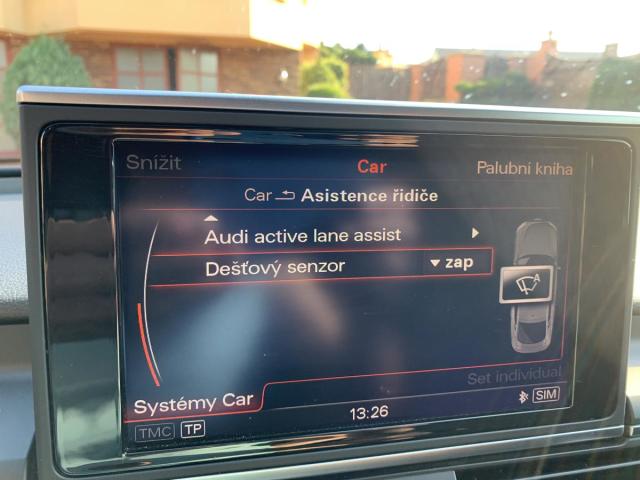 Snížit Car Palubní kniha
Car Asistence řidiče
Audi active lane assist
Dešťový senzor zap
A
Set individual
Systémy Car
SIM
13:26
TMC TP